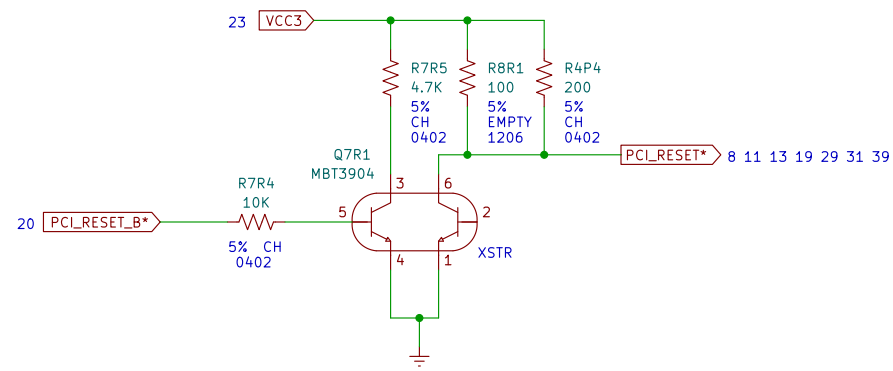 23 VCC3
R7R5
4.7K
5%
CH
0402
R8R1
100
5%
EMPTY
1206
R4P4
200
5%
CH
0402
PCI_RESET* 8 11 13 19 29 31 39
Q7R1
MBT3904
3 6
R7R4
10K
5 2
20 PCI_RESET_B*
5% CH
0402
4 1
XSTR